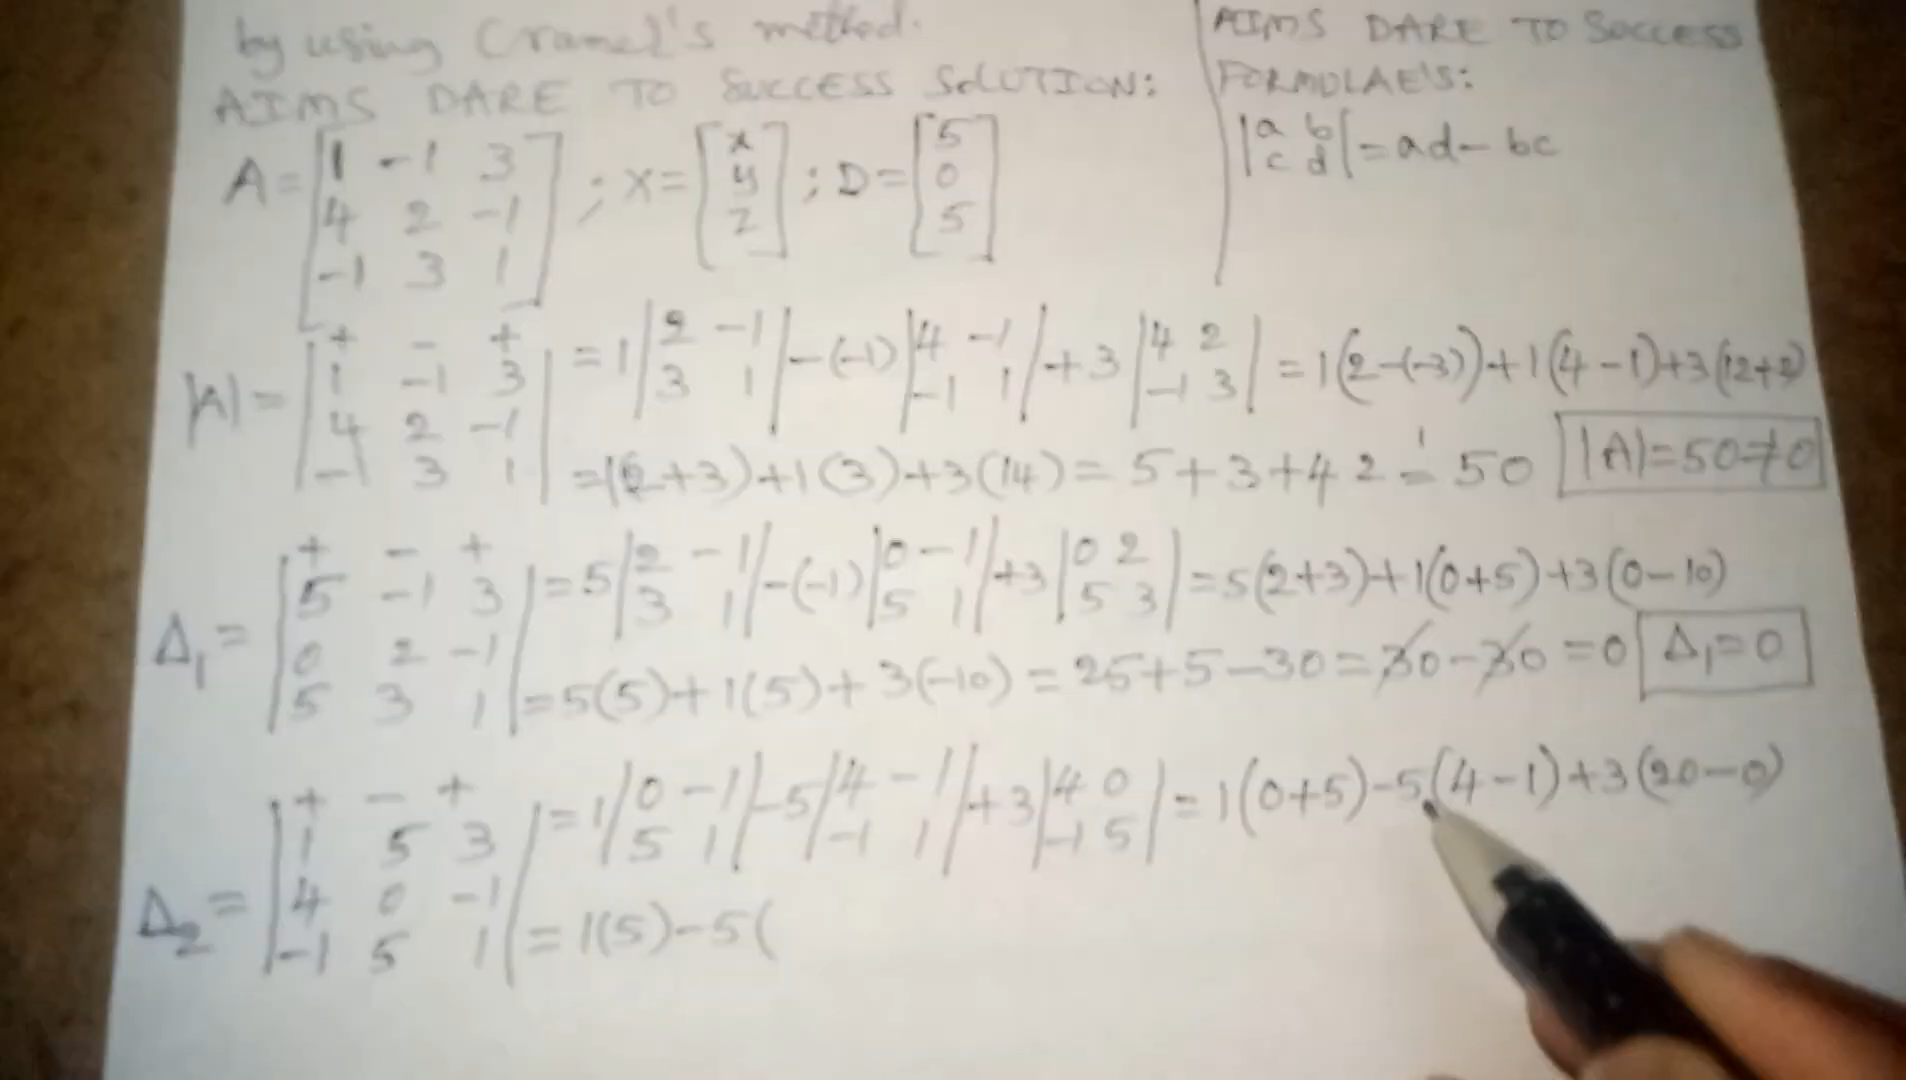 by using Cramel's method.
AIMS DARE TO SUCCESS SOLUTION:
A = [1 -1 3; 4 2 -1; -1 3 1] ; X = [x; y; z] ; D = [5; 0; 5]
AIMS DARE TO SUCCESS
FORMULAE'S:
|a b; c d| = ad - bc
+ - +
|A| = |1 -1 3; 4 2 -1; -1 3 1| = 1|2 -1; 3 1| - (-1)|4 -1; -1 1| + 3|4 2; -1 3| = 1(2-(-3)) + 1(4-1) + 3(12+2)
= 1(2+3) + 1(3) + 3(14) = 5+3+42 = 50 |A| = 50 ≠ 0
+ - +
Δ1 = |5 -1 3; 0 2 -1; 5 3 1| = 5|2 -1; 3 1| - (-1)|0 -1; 5 1| + 3|0 2; 5 3| = 5(2+3) + 1(0+5) + 3(0-10)
= 5(5) + 1(5) + 3(-10) = 25+5-30 = 30-30 = 0 Δ1 = 0
+ - +
Δ2 = |1 5 3; 4 0 -1; -1 5 1| = 1|0 -1; 5 1| - 5|4 -1; -1 1| + 3|4 0; -1 5| = 1(0+5) - 5(4-1) + 3(20-0)
= 1(5) - 5(